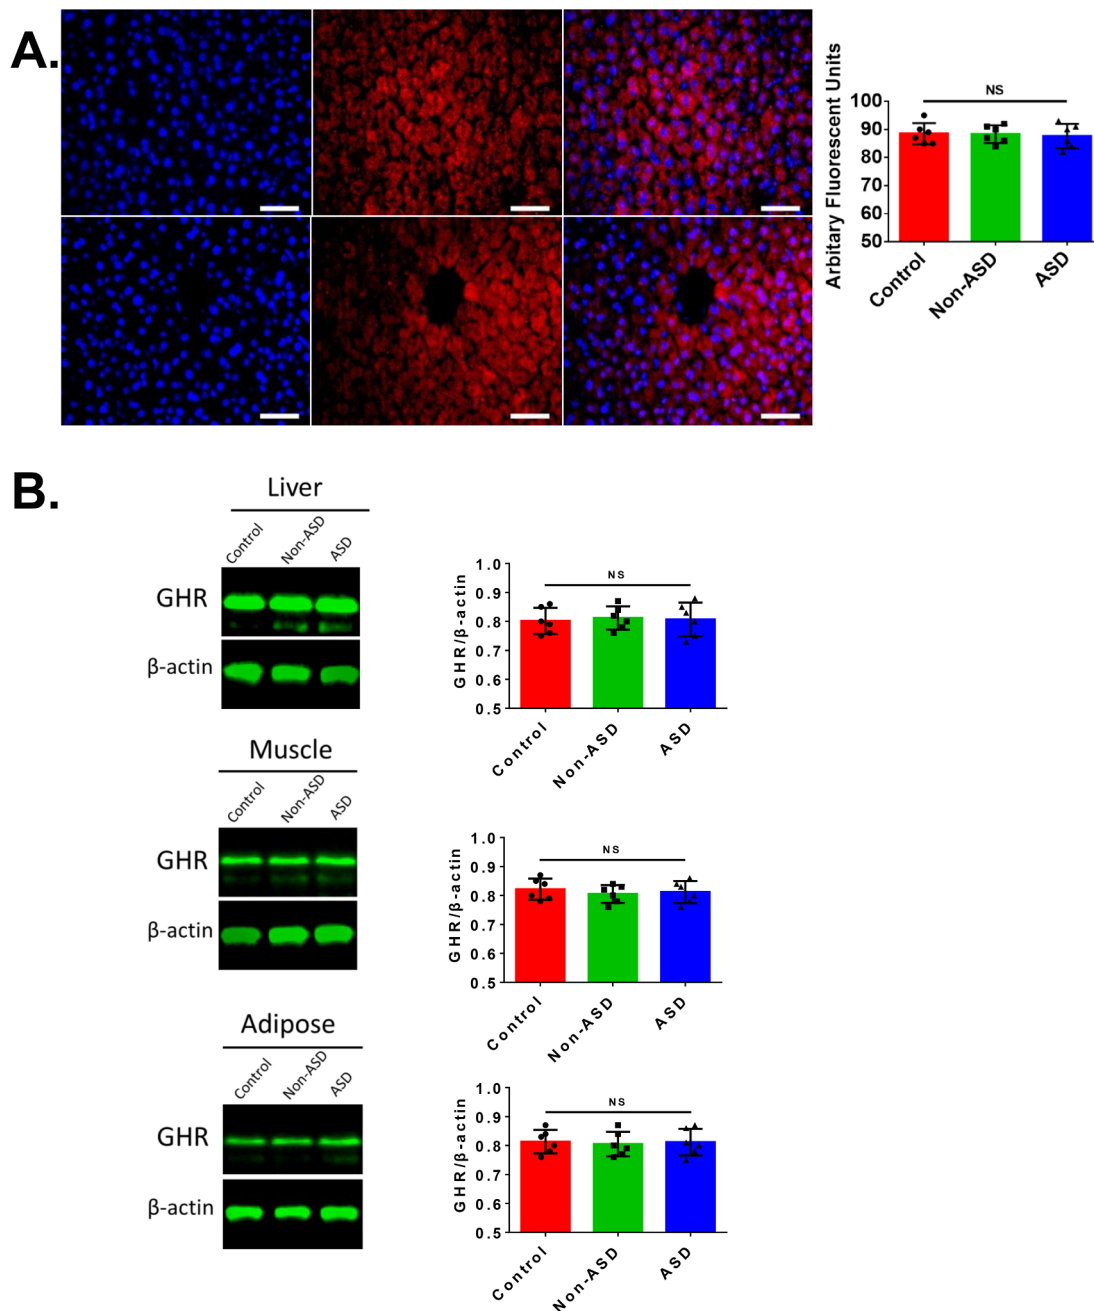 A.
Arbitary Fluorescent Units
100
90
80
70
60
50
NS
Control
Non-ASD
ASD
B.
Liver
Control
Non-ASD
ASD
GHR
β-actin
GHR/β-actin
1.0
0.9
0.8
0.7
0.6
0.5
NS
Control
Non-ASD
ASD
Muscle
Control
Non-ASD
ASD
GHR
β-actin
GHR/β-actin
1.0
0.9
0.8
0.7
0.6
0.5
NS
Control
Non-ASD
ASD
Adipose
Control
Non-ASD
ASD
GHR
β-actin
GHR/β-actin
1.0
0.9
0.8
0.7
0.6
0.5
NS
Control
Non-ASD
ASD